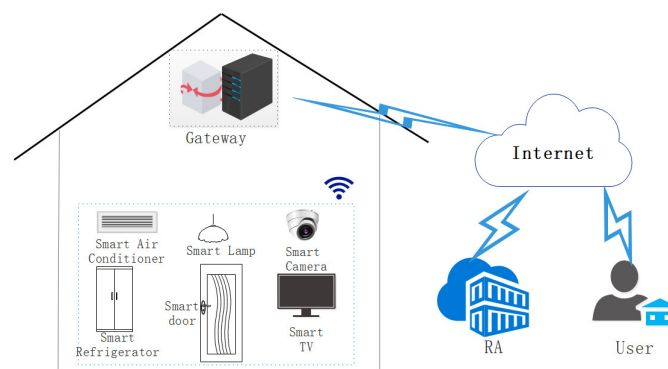 Gateway
Internet
Smart Air
Conditioner
Smart Lamp
Smart
Camera
Smart
door
Smart
Refrigerator
Smart
TV
RA
User